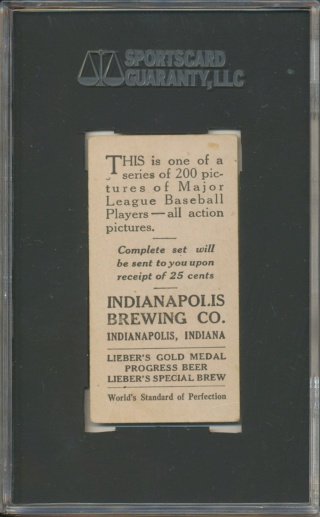 SPORTSCARD
GUARANTY, LLC
THIS is one of a
series of 200 pic-
tures of Major
League Baseball
Players—all action
pictures.
Complete set will
be sent to you upon
receipt of 25 cents
INDIANAPOLIS
BREWING CO.
INDIANAPOLIS, INDIANA
LIEBER'S GOLD MEDAL
PROGRESS BEER
LIEBER'S SPECIAL BREW
World's Standard of Perfection